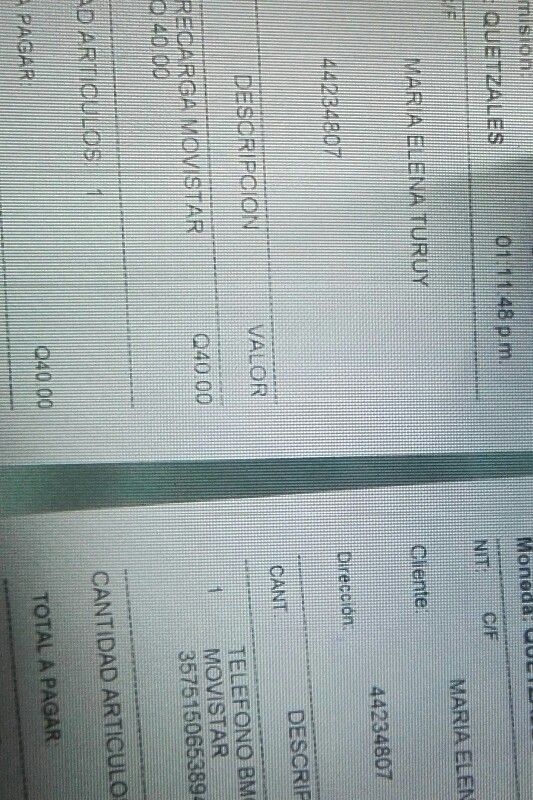 misión:
: QUETZALES 01:11:48 p.m.
C/F
MARIA ELENA TURUY
44234807
DESCRIPCION VALOR
RECARGA MOVISTAR Q40.00
Q.40.00
AD ARTICULOS: 1
A PAGAR: Q40.00
Moneda:
NIT: C/F
Cliente: MARIA ELEN
Dirección: 44234807
CANT. DESCRIP
1 TELEFONO BM
MOVISTAR
3575150653894
CANTIDAD ARTICULO
TOTAL A PAGAR: